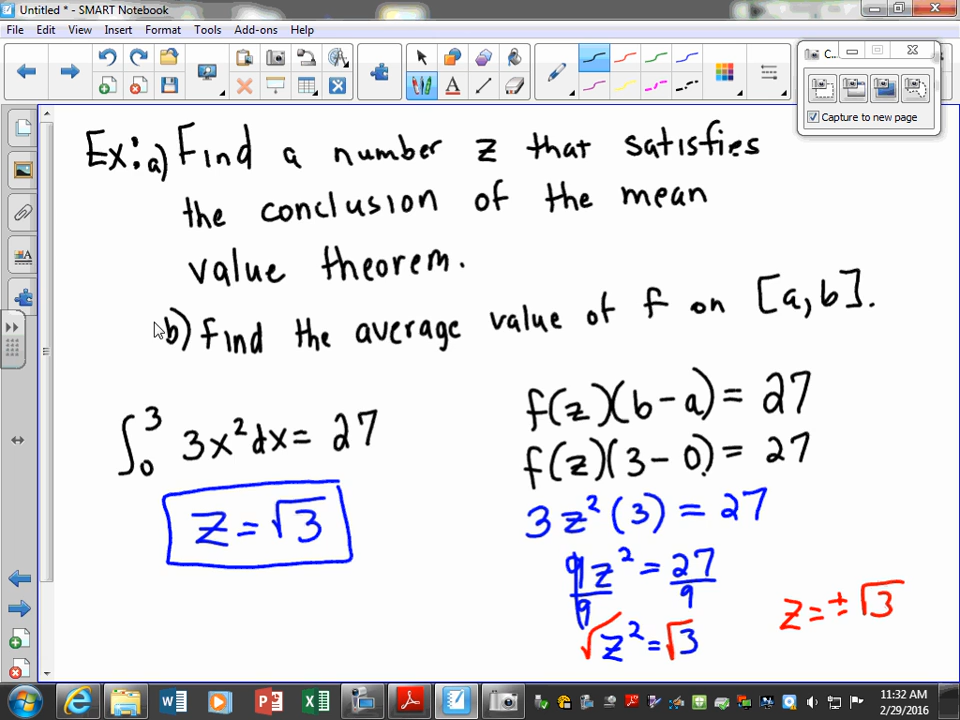 Untitled * - SMART Notebook
File Edit View Insert Format Tools Add-ons Help
C...
Capture to new page
Ex: a) Find a number z that satisfies
the conclusion of the mean
value theorem.
b) Find the average value of f on [a,b].
∫₀³ 3x²dx = 27
z = √3
f(z)(b-a) = 27
f(z)(3-0) = 27
3z²(3) = 27
9z²/9 = 27/9
√z² = √3
z = ±√3
11:32 AM
2/29/2016